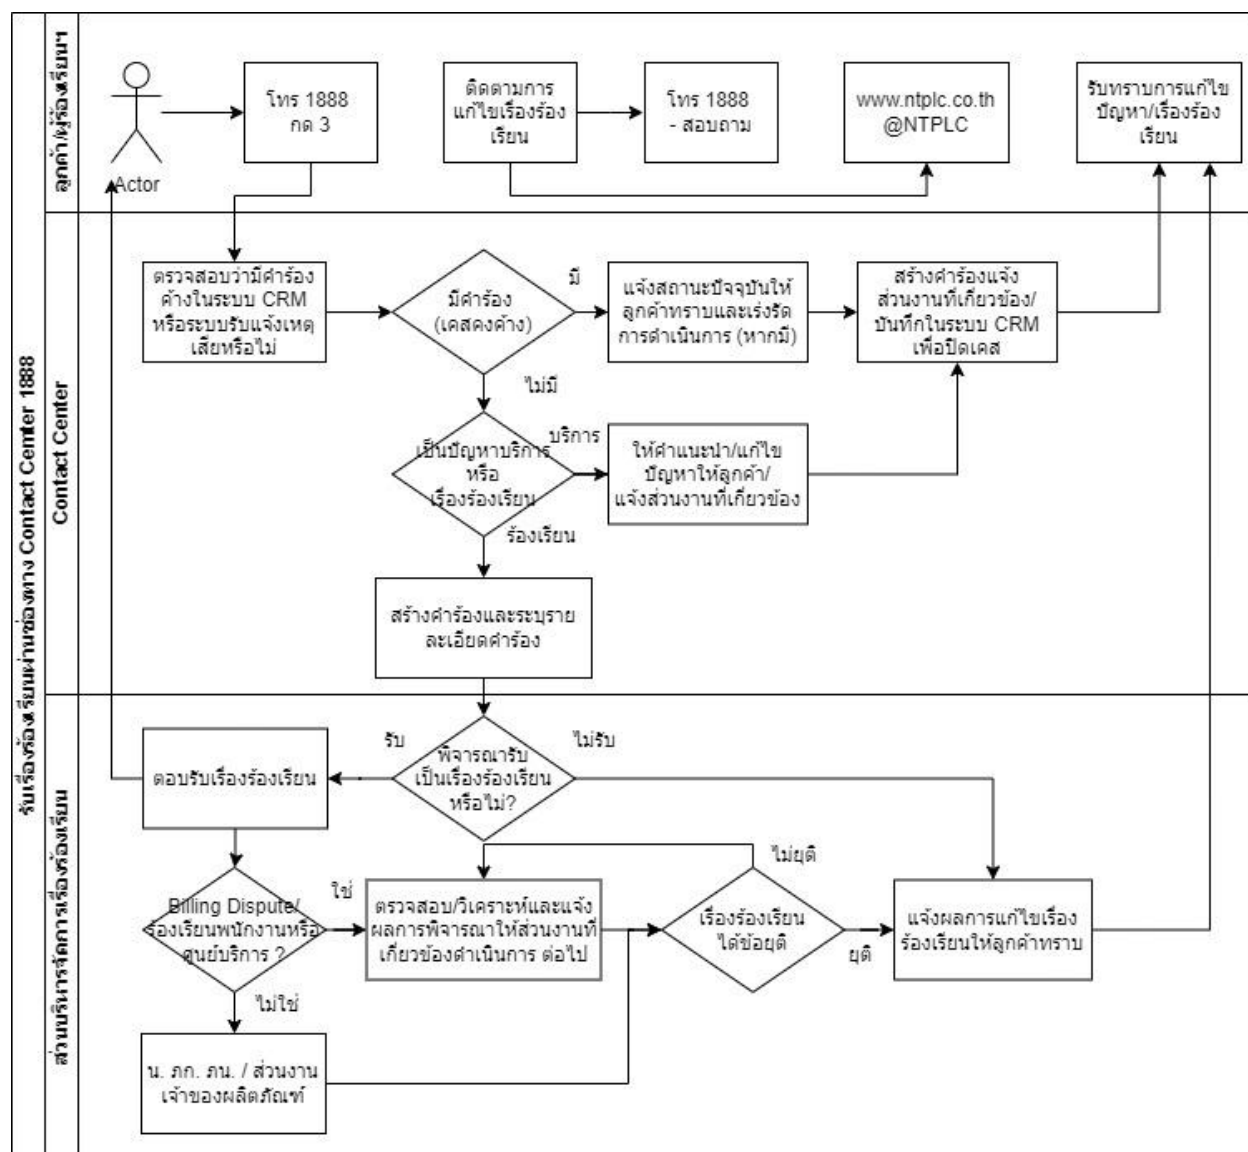 รับเรื่องร้องเรียนผ่านช่องทาง Contact Cemter 1888
ลูกค้า/ผู้ร้องเรียนฯ
Actor
โทร 1888
กด 3
ติดตามการ
แก้ไขเรื่องร้อง
เรียน
โทร 1888
- สอบถาม
www.ntplc.co.th
@NTPLC
รับทราบการแก้ไข
ปัญหา/เรื่องร้อง
เรียน
Contact Center
ตรวจสอบว่ามีคำร้อง
ค้างในระบบ CRM
หรือระบบรับแจ้งเหตุ
เสียหรือไม่
มีคำร้อง
(เคสคงค้าง)
มี
แจ้งสถานะปัจจุบันให้
ลูกค้าทราบและเร่งรัด
การดำเนินการ (หากมี)
สร้างคำร้องแจ้ง
ส่วนงานที่เกี่ยวข้อง/
บันทึกในระบบ CRM
เพื่อปิดเคส
ไม่มี
เป็นปัญหาบริการ
หรือ
เรื่องร้องเรียน
บริการ
ให้คำแนะนำ/แก้ไข
ปัญหาให้ลูกค้า/
แจ้งส่วนงานที่เกี่ยวข้อง
ร้องเรียน
สร้างคำร้องและระบุราย
ละเอียดคำร้อง
ส่วนบริหารจัดการเรื่องร้องเรียน
ตอบรับเรื่องร้องเรียน
รับ
พิจารณารับ
เป็นเรื่องร้องเรียน
หรือไม่?
ไม่รับ
Billing Dispute/
ร้องเรียนพนักงานหรือ
ศูนย์บริการ ?
ใช่
ตรวจสอบ/วิเคราะห์และแจ้ง
ผลการพิจารณาให้ส่วนงานที่
เกี่ยวข้องดำเนินการ ต่อไป
ไม่ยุติ
เรื่องร้องเรียน
ได้ข้อยุติ
ยุติ
แจ้งผลการแก้ไขเรื่อง
ร้องเรียนให้ลูกค้าทราบ
ไม่ใช่
น. ภก. ภน. / ส่วนงาน
เจ้าของผลิตภัณฑ์